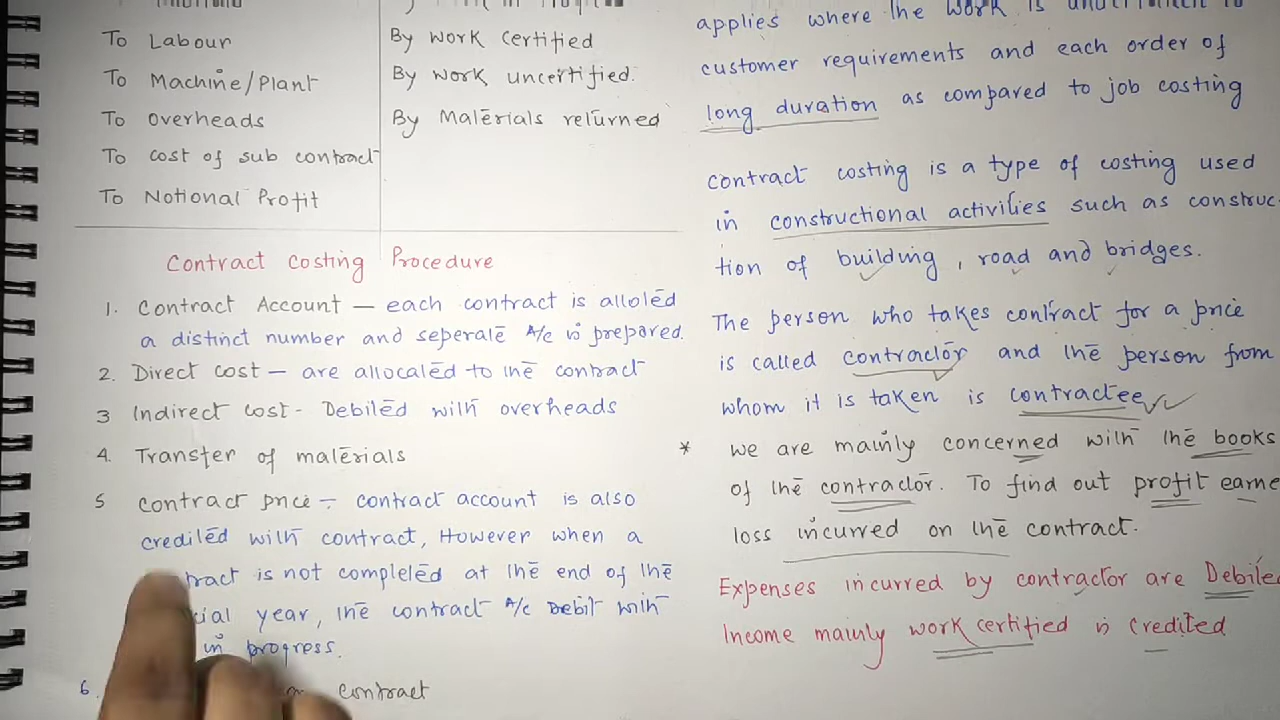 To Labour
To Machine/Plant
To overheads
To cost of sub contract
To Notional Profit
By work certified
By work uncertified.
By Materials returned
Contract Costing Procedure
1. Contract Account – each contract is alloted
a distinct number and seperate A/c is prepared.
2. Direct cost – are allocated to the contract
3 Indirect cost - Debited with overheads
4. Transfer of materials
5 contract price – contract account is also
credited with contract, However when a
is not completed at the end of the
year, the contract A/c Debit with
in progress.
6. contract
applies where the work is
customer requirements and each order of
long duration as compared to job costing
contract costing is a type of costing used
in constructional activities such as construc-
tion of building, road and bridges.
The person who takes contract for a price
is called contractor and the person from
whom it is taken is contractee
* we are mainly concerned with the books
of the contractor. To find out profit earne
loss incurred on the contract.
Expenses incurred by contractor are Debited
Income mainly work certified is credited